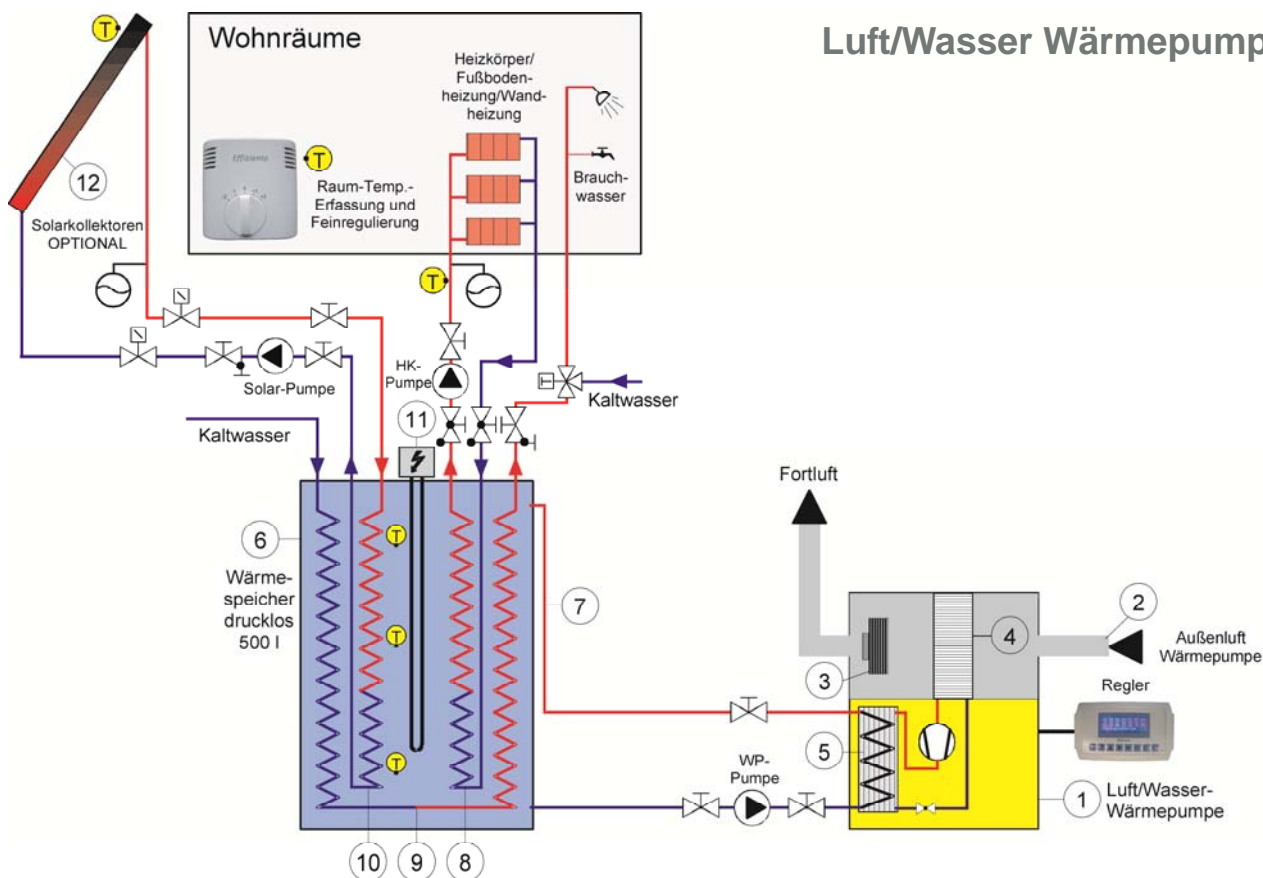 Luft/Wasser Wärmepump
Wohnräume
Heizkörper/
Fußboden-
heizung/Wand-
heizung
T
T
Effiziento
Raum-Temp.-
Erfassung und
Feinregulierung
Brauch-
wasser
12
Solarkollektoren
OPTIONAL
T
HK-
Pumpe
Solar-Pumpe
T
Kaltwasser
Kaltwasser
11
Fortluft
6
Wärme-
speicher
drucklos
500 l
T
T
T
7
2
Außenluft
Wärmepumpe
4
3
Regler
5
WP-
Pumpe
1
Luft/Wasser-
Wärmepumpe
10
9
8